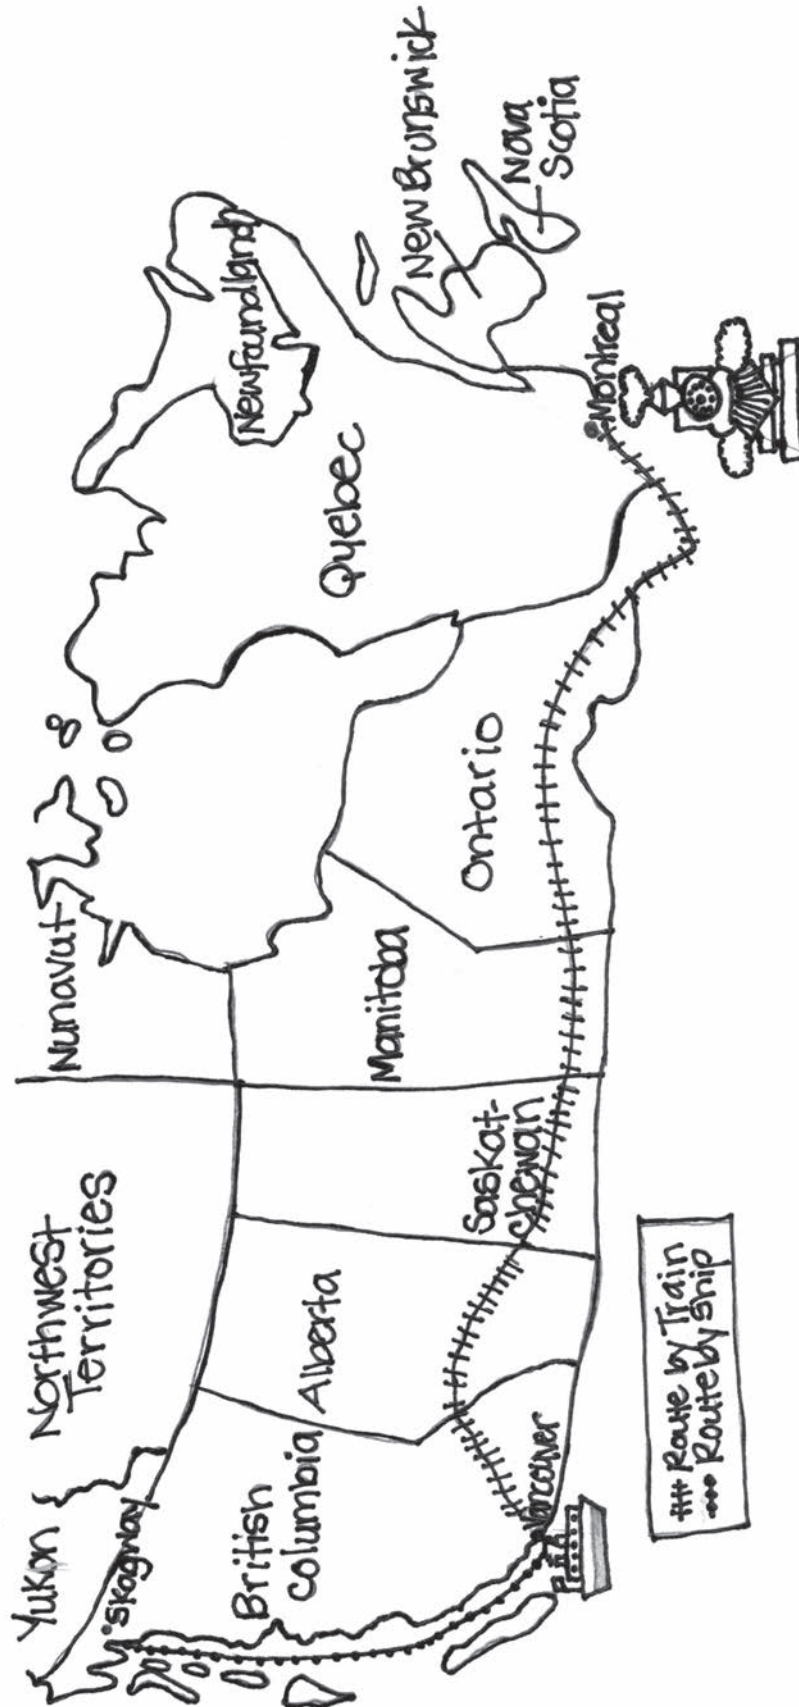 Yukon
Northwest
Territories
Nunavut
Skagway
British
Columbia
Alberta
Saskat-
chewan
Manitoba
Ontario
Quebec
Newfoundland
New Brunswick
Nova
Scotia
Vancouver
Montreal
Route by Train
Route by Ship